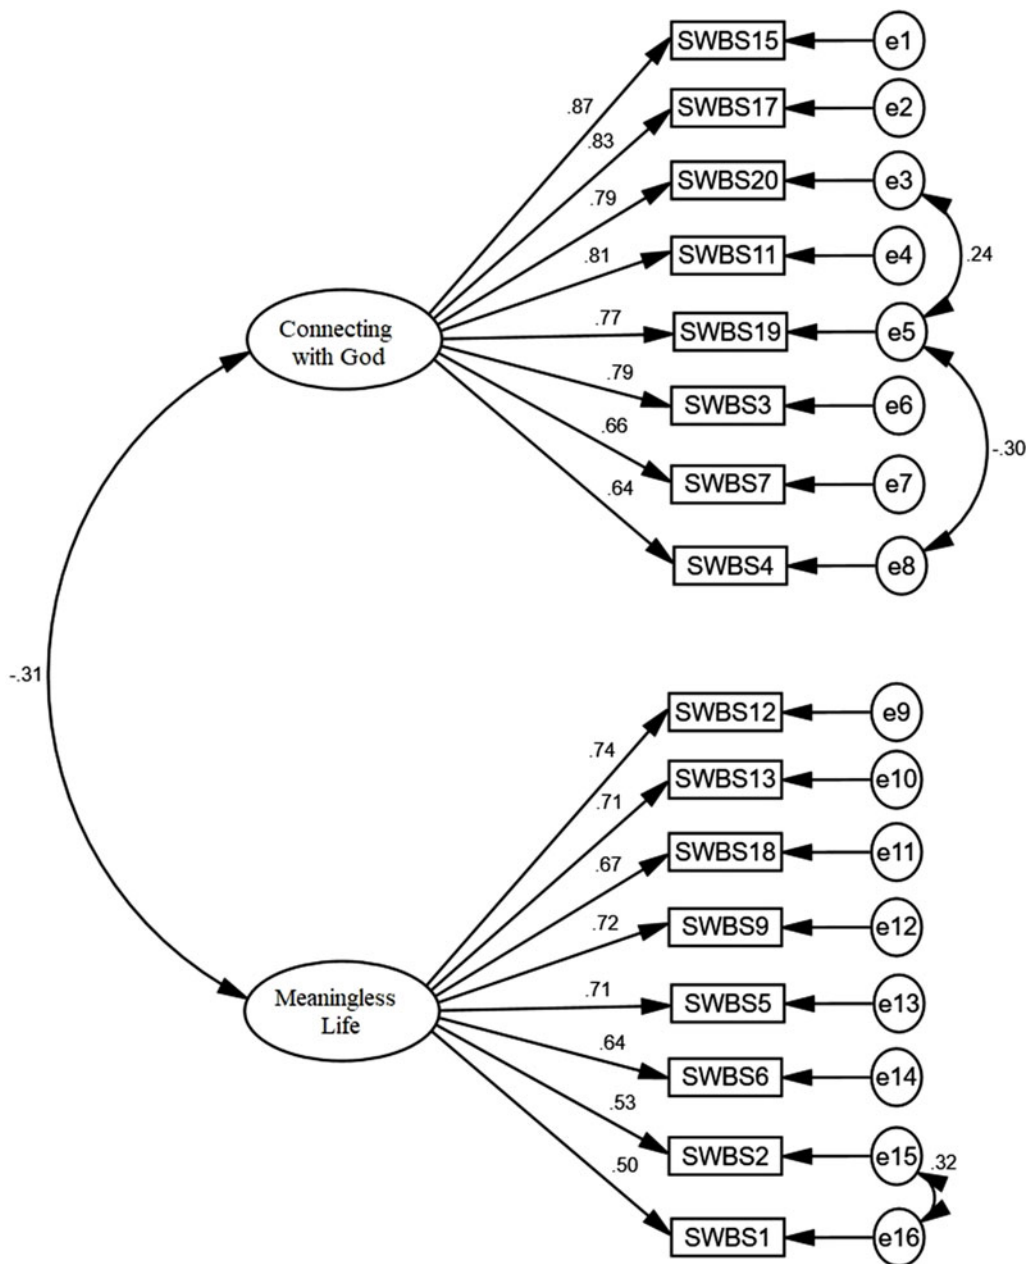 SWBS15
e1
.87
SWBS17
e2
.83
SWBS20
e3
.79
.24
SWBS11
e4
.81
Connecting
with God
SWBS19
e5
.77
SWBS3
e6
.79
-.30
SWBS7
e7
.66
SWBS4
e8
.64
-.31
SWBS12
e9
.74
SWBS13
e10
.71
SWBS18
e11
.67
SWBS9
e12
.72
Meaningless
Life
SWBS5
e13
.71
SWBS6
e14
.64
SWBS2
e15
.53
.32
SWBS1
e16
.50